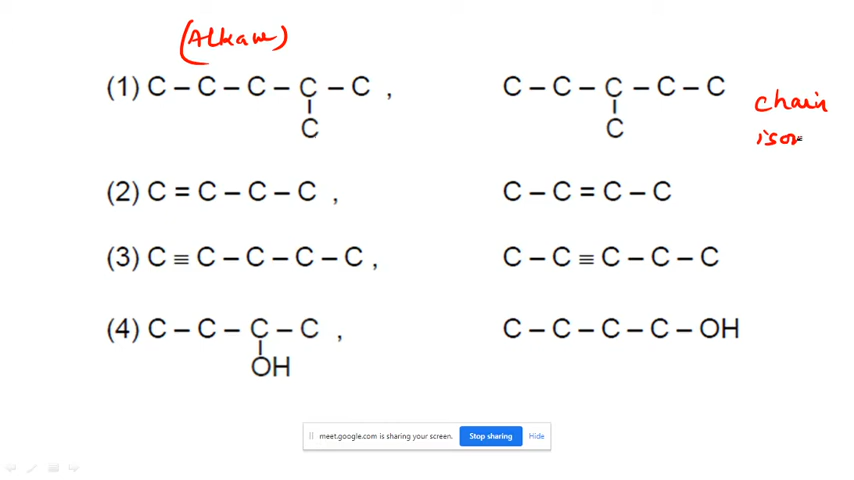 (Alkane)
(1) C – C – C – C – C , C – C – C – C – C
C C
chain
isom
(2) C = C – C – C , C – C = C – C
(3) C ≡ C – C – C – C , C – C ≡ C – C – C
(4) C – C – C – C , C – C – C – C – OH
OH
meet.google.com is sharing your screen. Stop sharing Hide